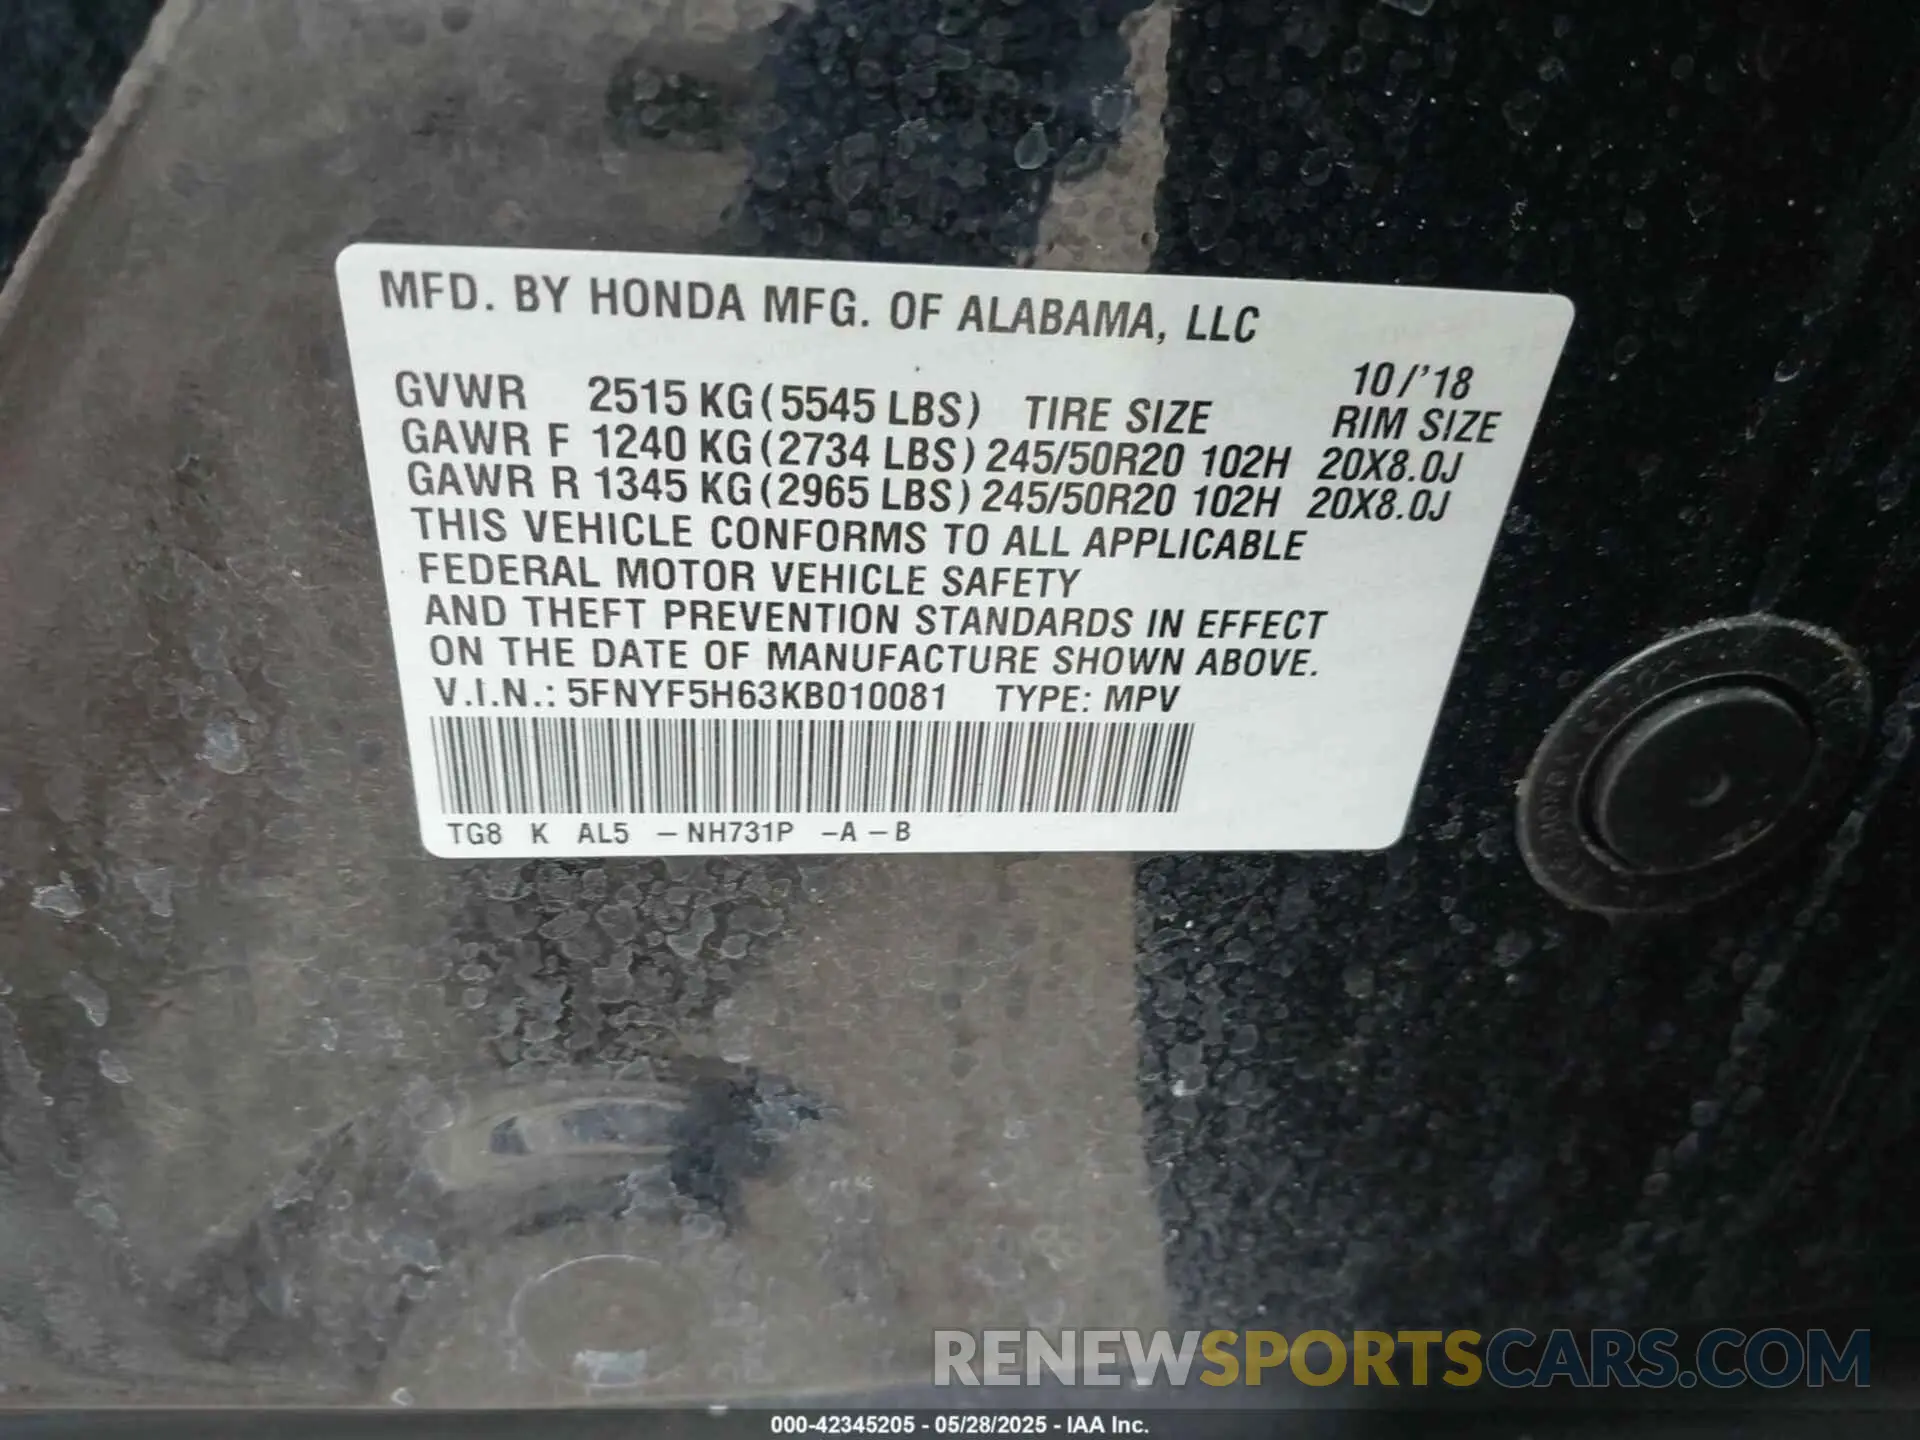 MFD. BY HONDA MFG. OF ALABAMA, LLC
10/'18
GVWR 2515 KG (5545 LBS) TIRE SIZE RIM SIZE
GAWR F 1240 KG (2734 LBS) 245/50R20 102H 20X8.0J
GAWR R 1345 KG (2965 LBS) 245/50R20 102H 20X8.0J
THIS VEHICLE CONFORMS TO ALL APPLICABLE
FEDERAL MOTOR VEHICLE SAFETY
AND THEFT PREVENTION STANDARDS IN EFFECT
ON THE DATE OF MANUFACTURE SHOWN ABOVE.
V.I.N.: 5FNYF5H63KB010081 TYPE: MPV
TG8 K AL5 -NH731P -A-B
RENEWSPORTSCARS.COM
000-42345205 - 05/28/2025 - IAA Inc.